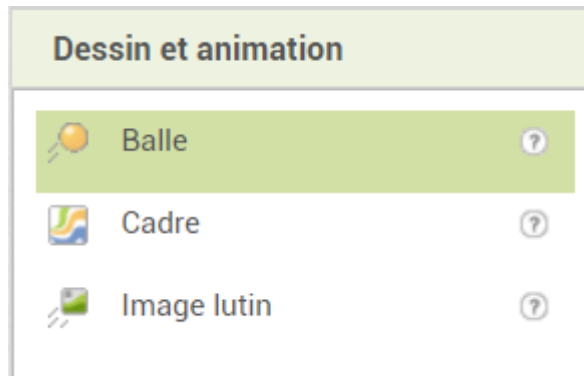 Dessin et animation
Balle ?
Cadre ?
Image lutin ?